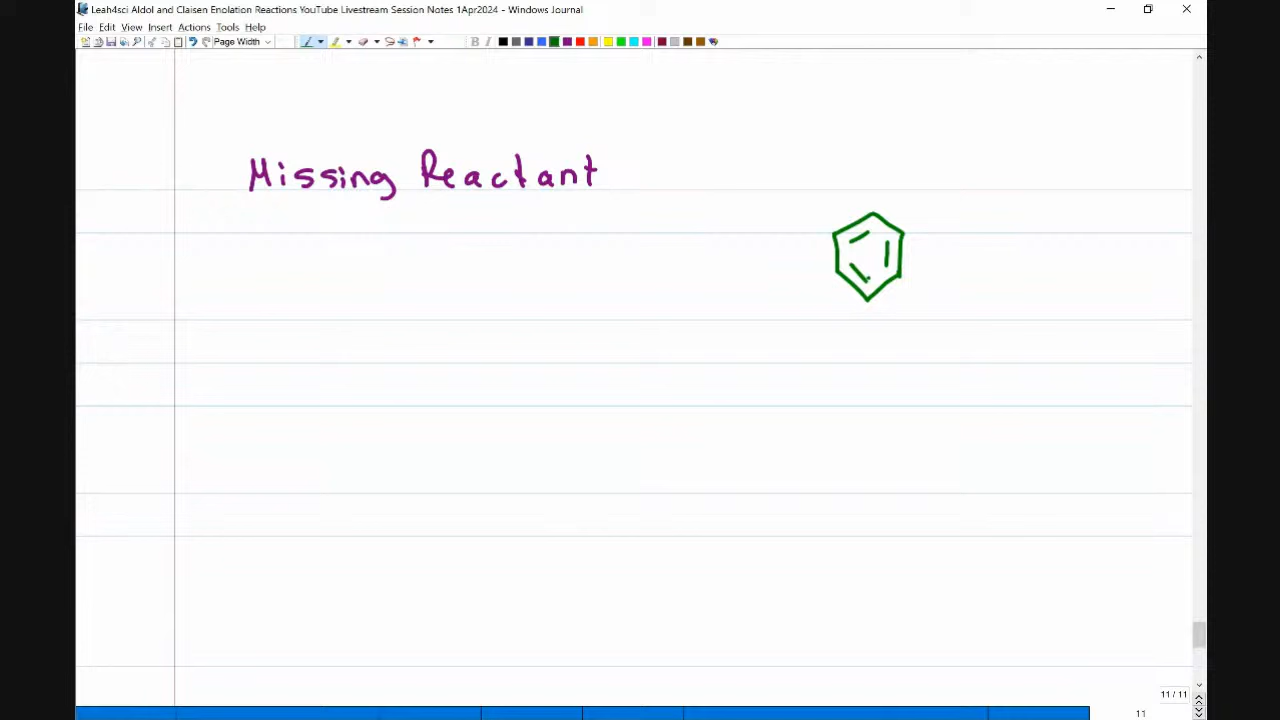 Leah4sci Aldol and Claisen Enolation Reactions YouTube Livestream Session Notes 1Apr2024 - Windows Journal
File Edit View Insert Actions Tools Help
Page Width
B I
Missing Reactant
11 / 11
11